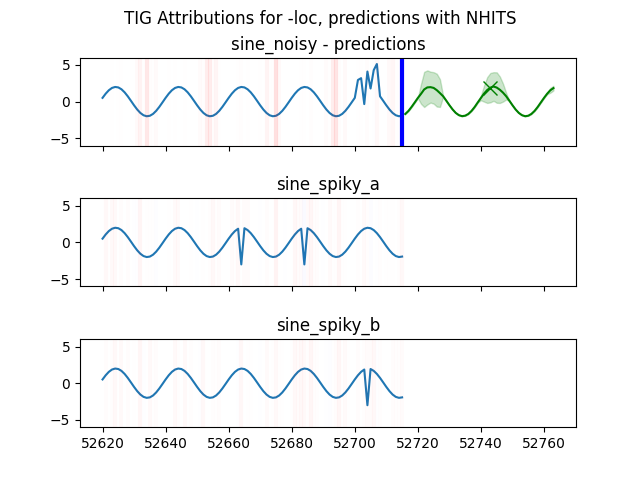 TIG Attributions for -loc, predictions with NHITS
sine_noisy - predictions
5
0
−5
sine_spiky_a
5
0
−5
sine_spiky_b
5
0
−5
52620 52640 52660 52680 52700 52720 52740 52760